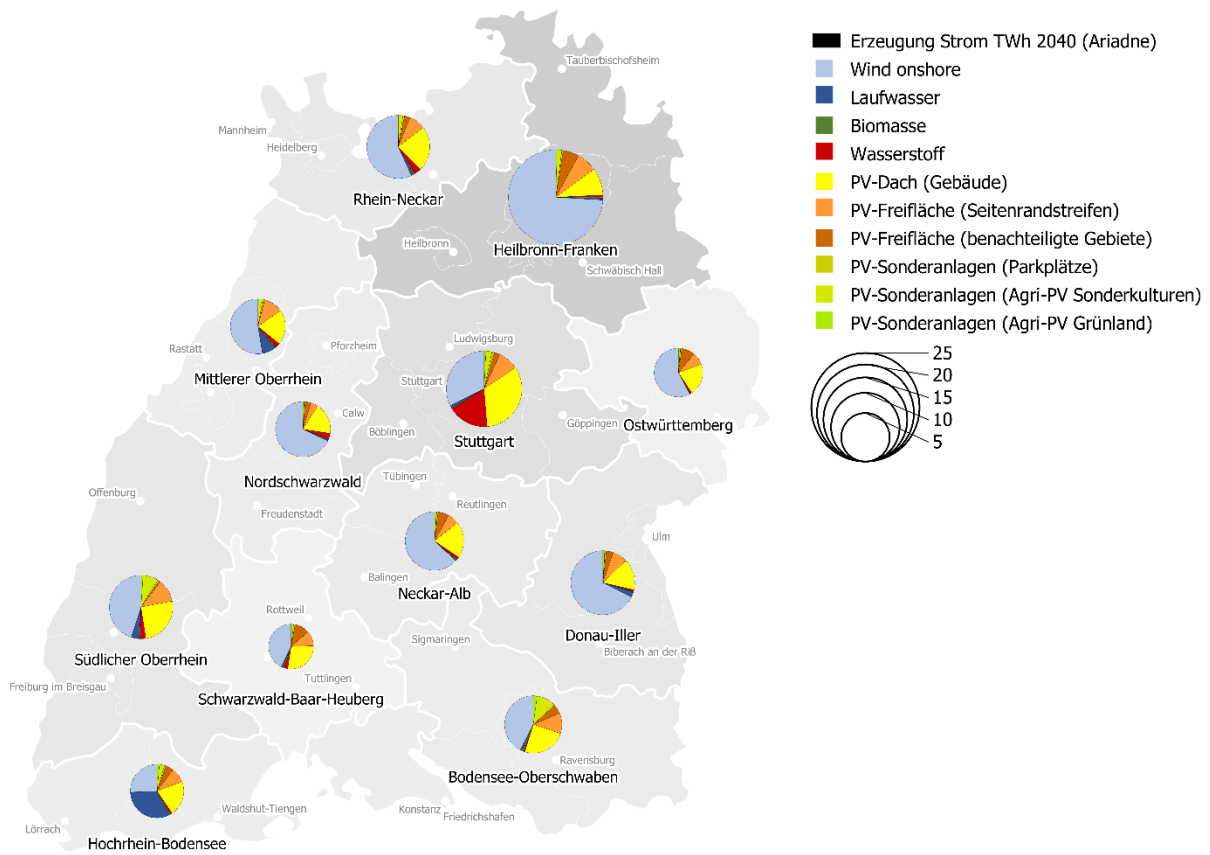 Tauberbischofsheim
Mannheim
Heidelberg
Rhein-Neckar
Heilbronn
Heilbronn-Franken
Schwäbisch Hall
Rastatt
Pforzheim
Ludwigsburg
Mittlerer Oberrhein
Stuttgart
Calw
Böblingen
Stuttgart
Göppingen
Ostwürttemberg
Nordschwarzwald
Tübingen
Offenburg
Reutlingen
Freudenstadt
Ulm
Balingen
Neckar-Alb
Rottweil
Donau-Iller
Sigmaringen
Biberach an der Riß
Südlicher Oberrhein
Tuttlingen
Freiburg im Breisgau
Schwarzwald-Baar-Heuberg
Ravensburg
Bodensee-Oberschwaben
Waldshut-Tiengen
Konstanz
Friedrichshafen
Lörrach
Hochrhein-Bodensee
Erzeugung Strom TWh 2040 (Ariadne)
Wind onshore
Laufwasser
Biomasse
Wasserstoff
PV-Dach (Gebäude)
PV-Freifläche (Seitenrandstreifen)
PV-Freifläche (benachteiligte Gebiete)
PV-Sonderanlagen (Parkplätze)
PV-Sonderanlagen (Agri-PV Sonderkulturen)
PV-Sonderanlagen (Agri-PV Grünland)
25
20
15
10
5